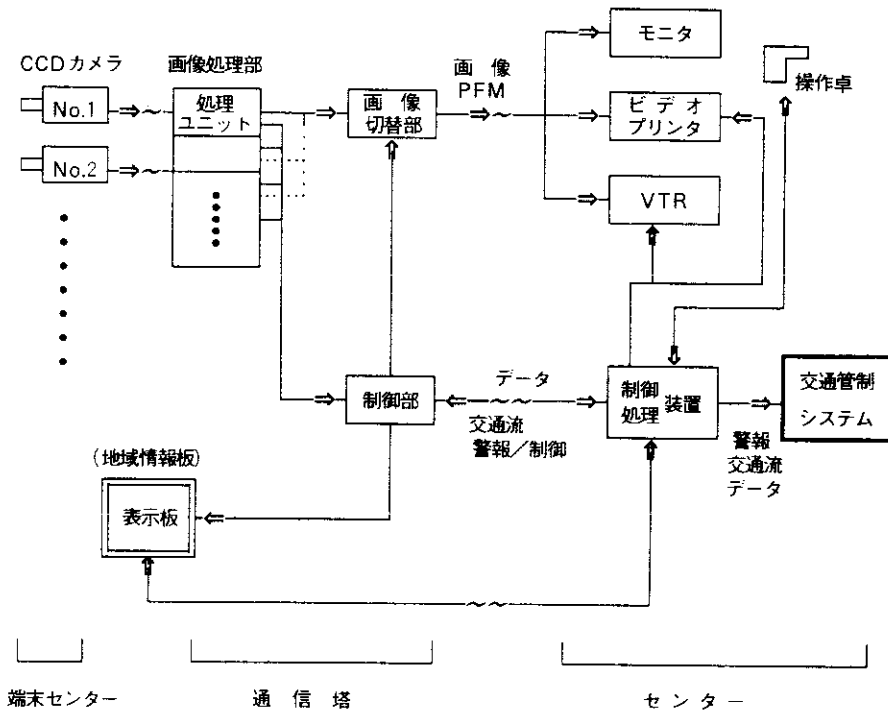 CCDカメラ
No.1
No.2
画像処理部
処理
ユニット
画像
切替部
画像
PFM
モニタ
ビデオ
プリンタ
VTR
操作卓
制御部
データ
交通流
警報/制御
制御
処理
装置
交通管制
システム
警報
交通流
データ
(地域情報板)
表示板
端末センター
通信塔
センター